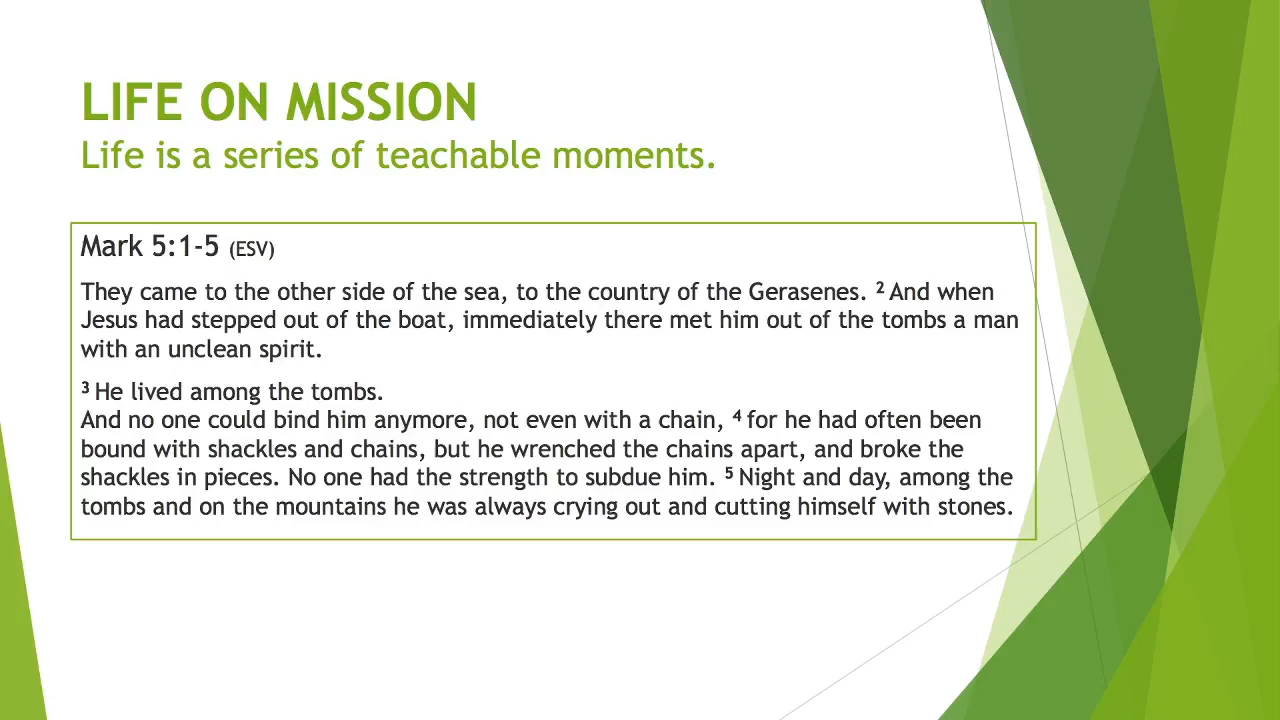 LIFE ON MISSION
Life is a series of teachable moments.
Mark 5:1-5 (ESV)
They came to the other side of the sea, to the country of the Gerasenes. 2 And when
Jesus had stepped out of the boat, immediately there met him out of the tombs a man
with an unclean spirit.
3 He lived among the tombs.
And no one could bind him anymore, not even with a chain, 4 for he had often been
bound with shackles and chains, but he wrenched the chains apart, and broke the
shackles in pieces. No one had the strength to subdue him. 5 Night and day, among the
tombs and on the mountains he was always crying out and cutting himself with stones.